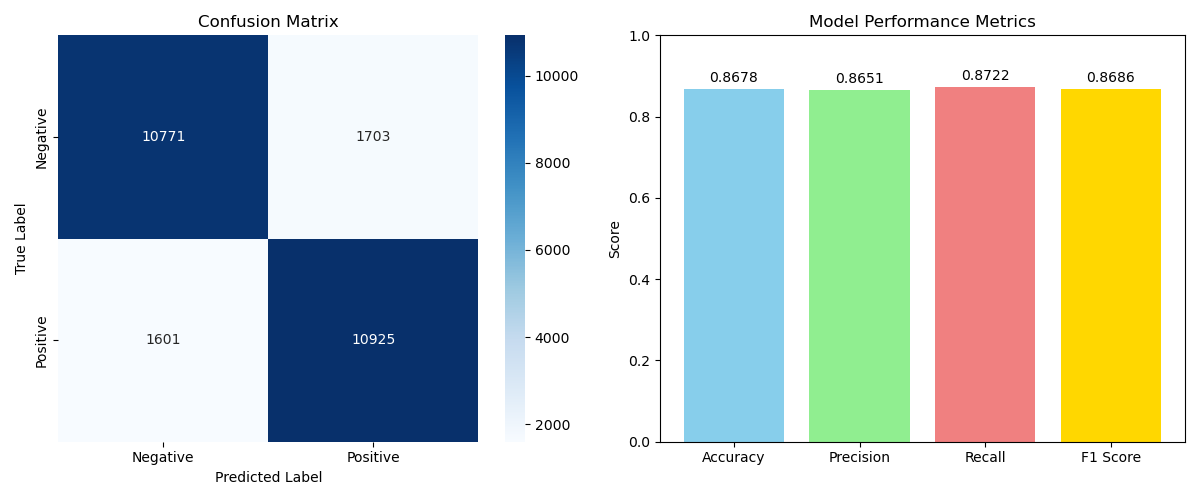 Confusion Matrix
Negative
Positive
True Label
10771
1703
1601
10925
Negative
Positive
Predicted Label
10000
8000
6000
4000
2000
Model Performance Metrics
1.0
0.8
0.6
0.4
0.2
0.0
Score
0.8678
0.8651
0.8722
0.8686
Accuracy
Precision
Recall
F1 Score